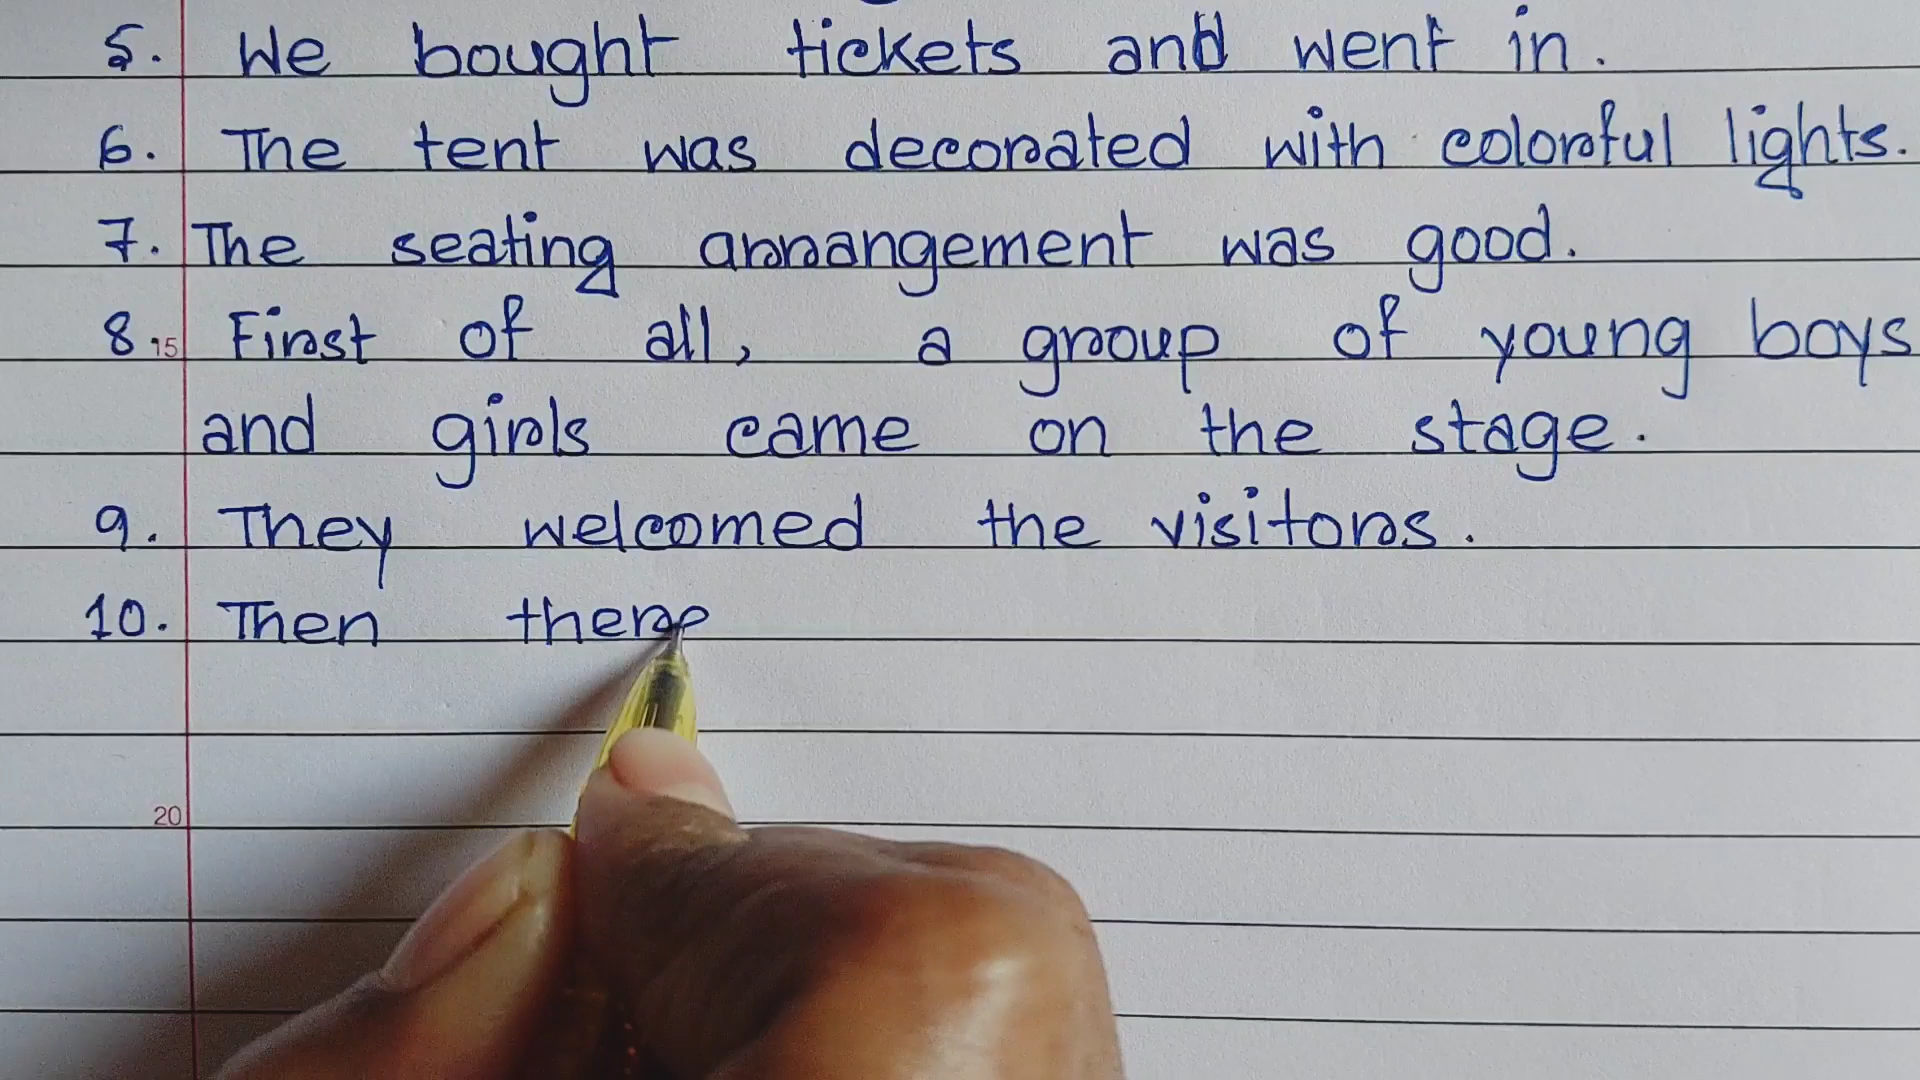 5. We bought tickets and went in.
6. The tent was decorated with colorful lights.
7. The seating arrangement was good.
8. 15 First of all, a group of young boys
and girls came on the stage.
9. They welcomed the visitors.
10. Then there
20